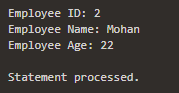 Employee ID: 2
Employee Name: Mohan
Employee Age: 22
Statement processed.